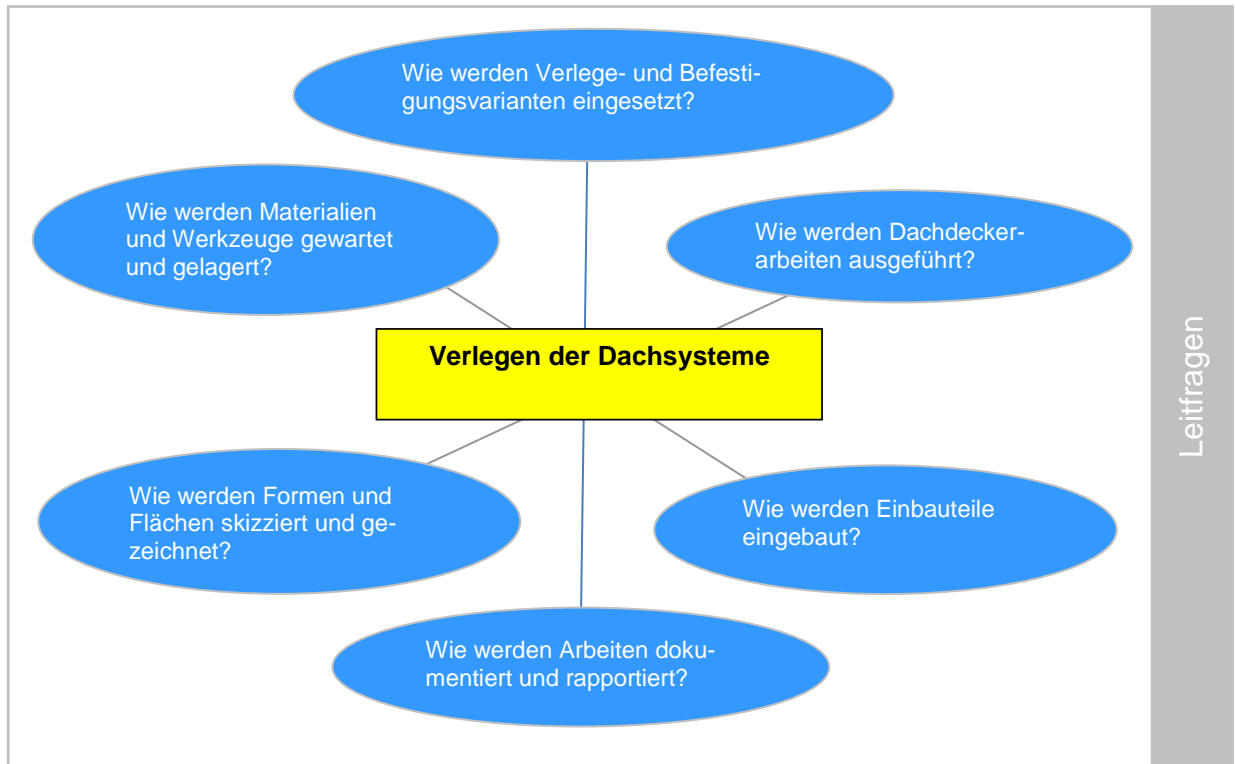 Wie werden Verlege- und Befesti-
gungsvarianten eingesetzt?
Wie werden Materialien
und Werkzeuge gewartet
und gelagert?
Wie werden Dachdecker-
arbeiten ausgeführt?
Verlegen der Dachsysteme
Wie werden Formen und
Flächen skizziert und ge-
zeichnet?
Wie werden Einbauteile
eingebaut?
Wie werden Arbeiten doku-
mentiert und rapportiert?
Leitfragen